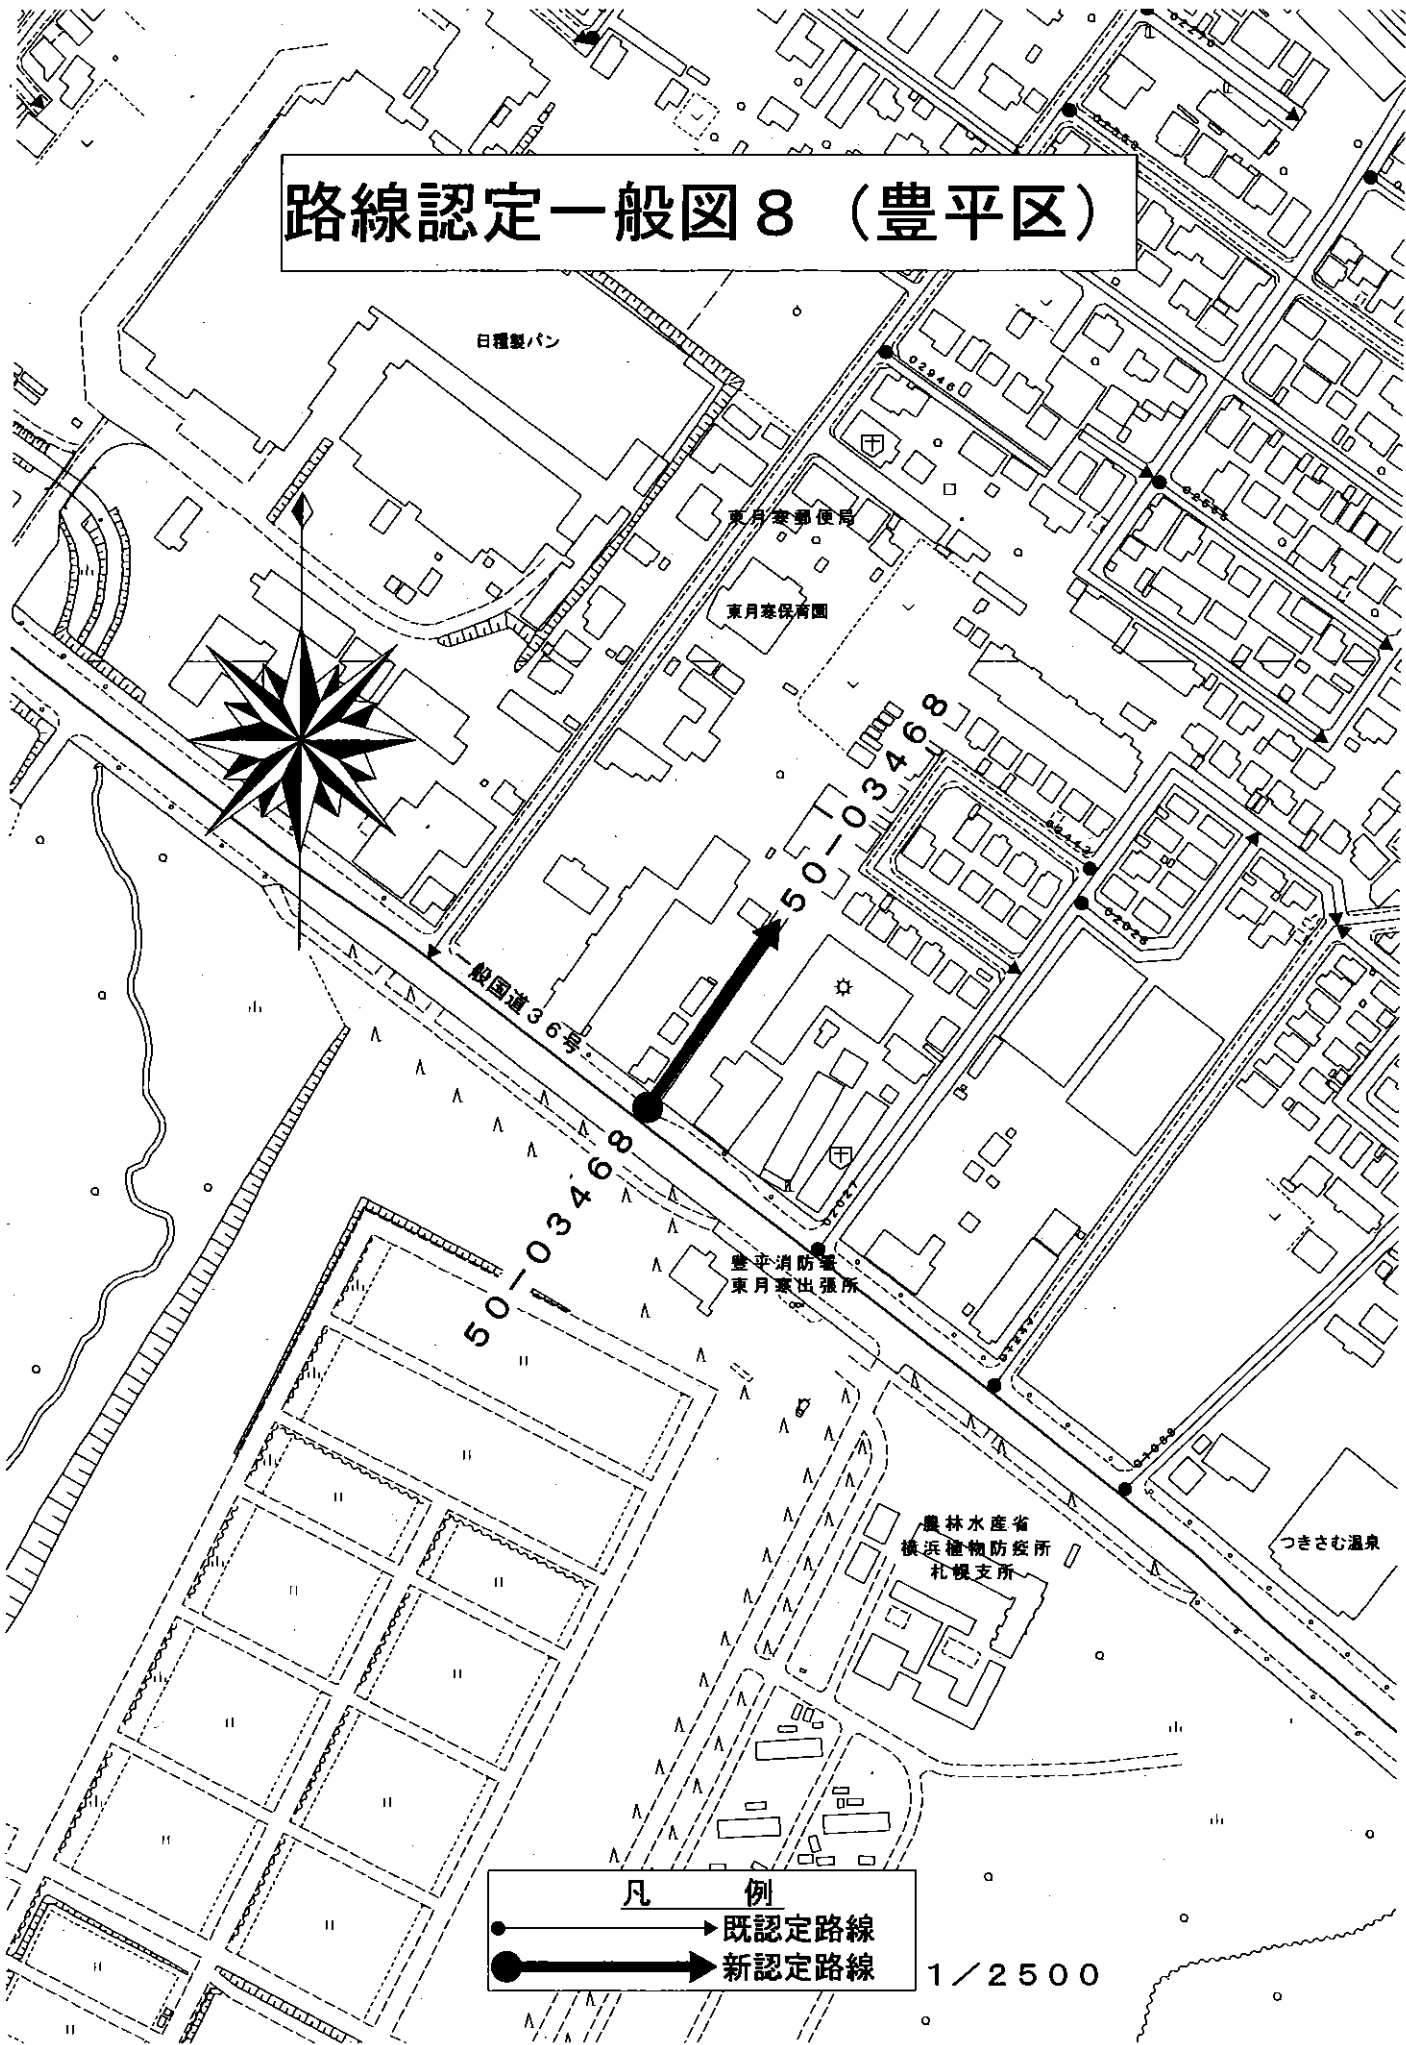 路線認定一般図８（豊平区）
日糧製パン
02946
東月寒郵便局
東月寒保育園
50-03468
02026
一般国道３６号
50-03468
02027
豊平消防署
東月寒出張所
農林水産省
横浜植物防疫所
札幌支所
つきさむ温泉
凡　例
既認定路線
新認定路線
1／2500